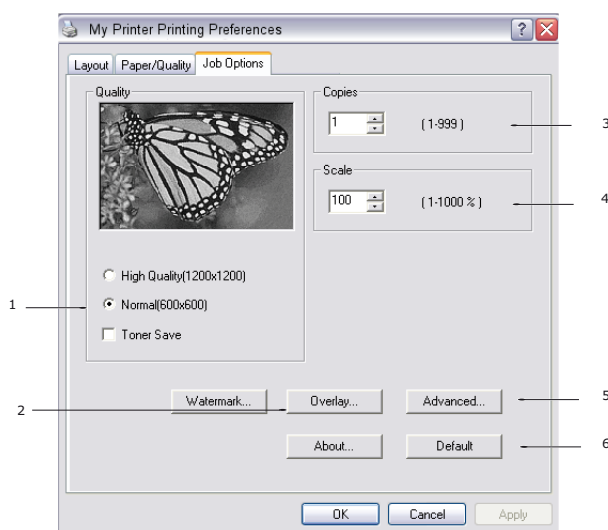 My Printer Printing Preferences
Layout Paper/Quality Job Options
Quality
Copies
1 (1-999) 3
Scale
100 (1-1000 %) 4
High Quality(1200x1200)
1 Normal(600x600)
Toner Save
Watermark... Overlay... Advanced... 5
2
About... Default 6
OK Cancel Apply